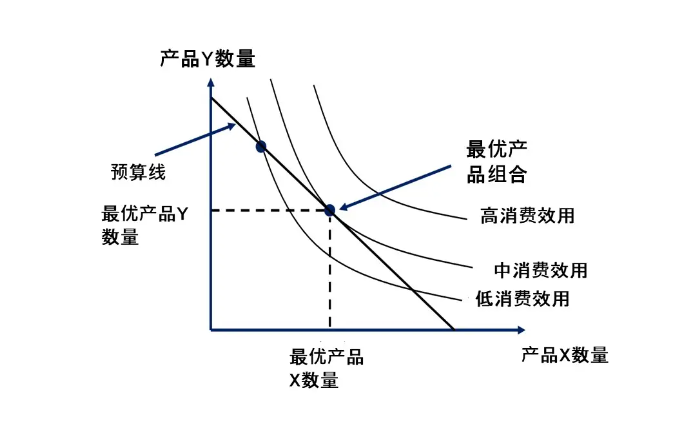 产品Y数量
预算线
最优产
品组合
最优产品Y
数量
高消费效用
中消费效用
低消费效用
最优产品
X数量
产品X数量